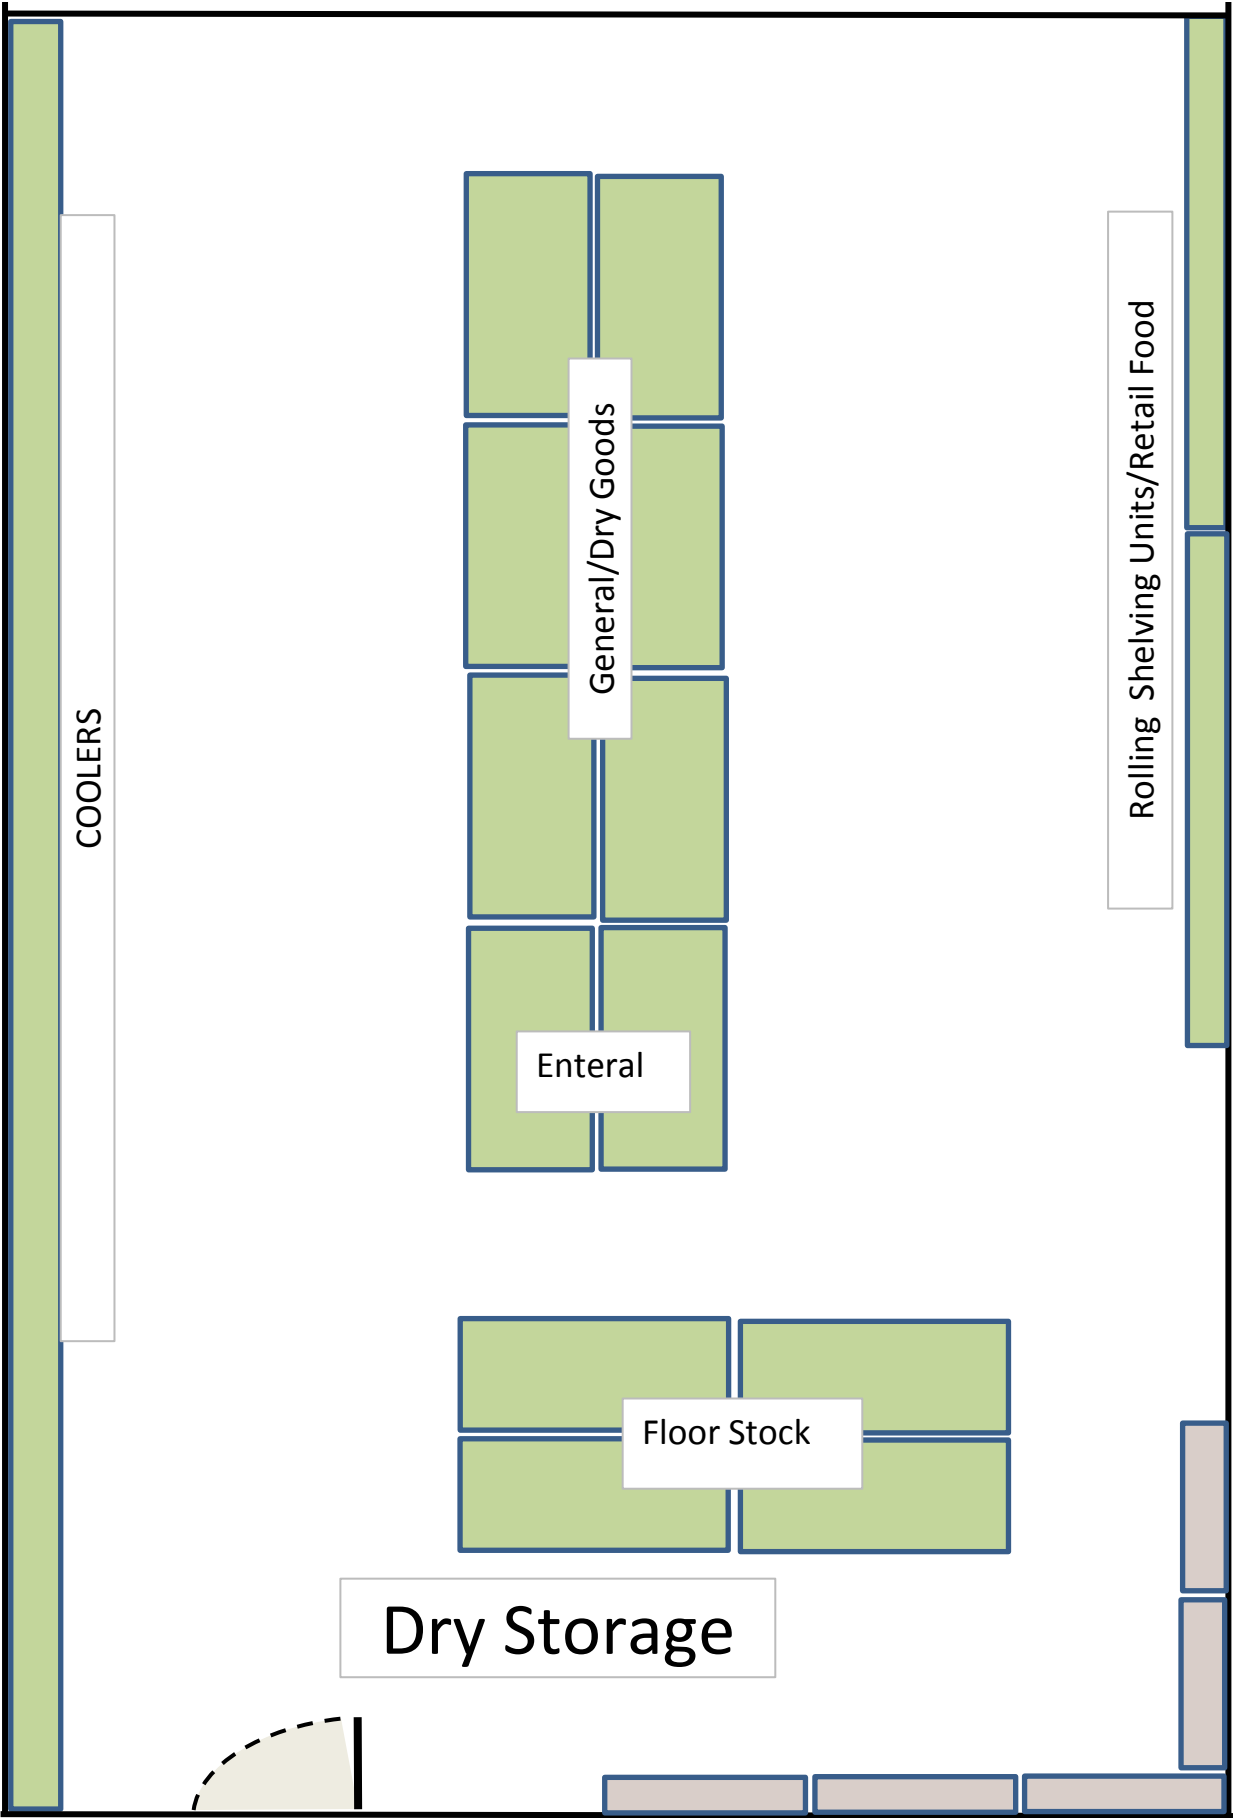 COOLERS
General/Dry Goods
Rolling  Shelving Units/Retail Food
Enteral
Floor Stock
Dry Storage